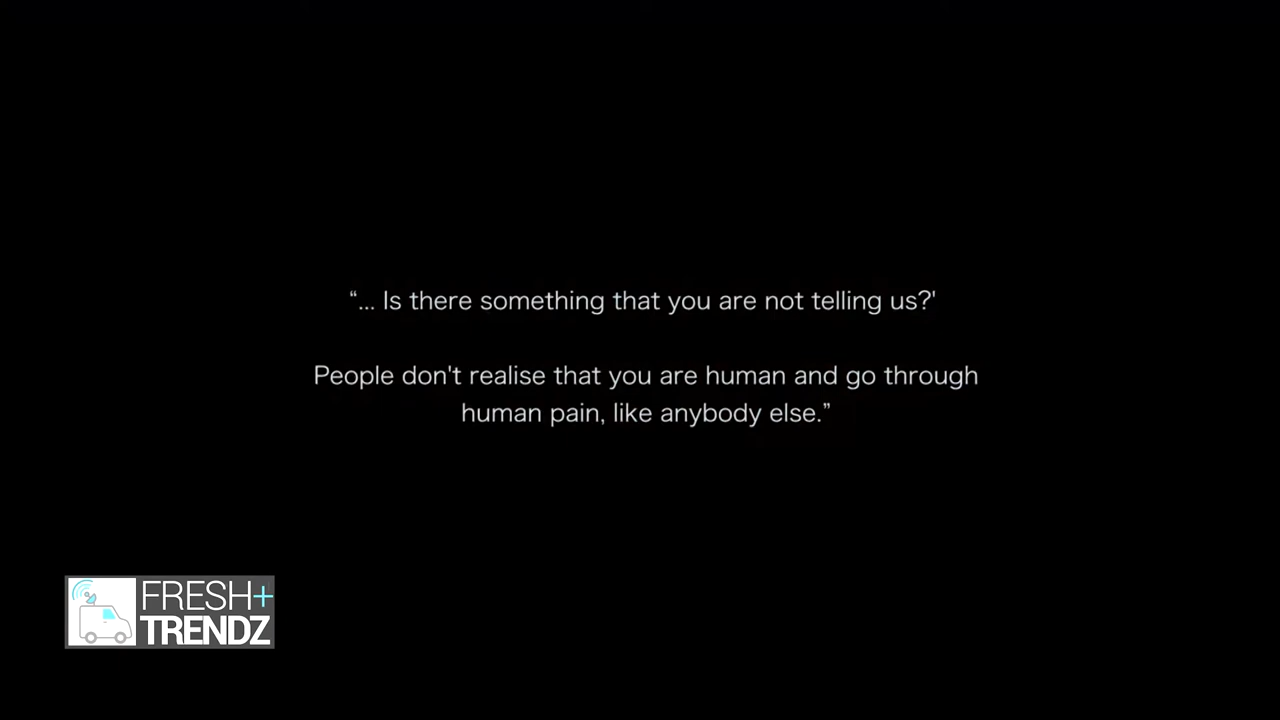 “... Is there something that you are not telling us?'
People don't realise that you are human and go through
human pain, like anybody else.”
FRESH+
TRENDZ